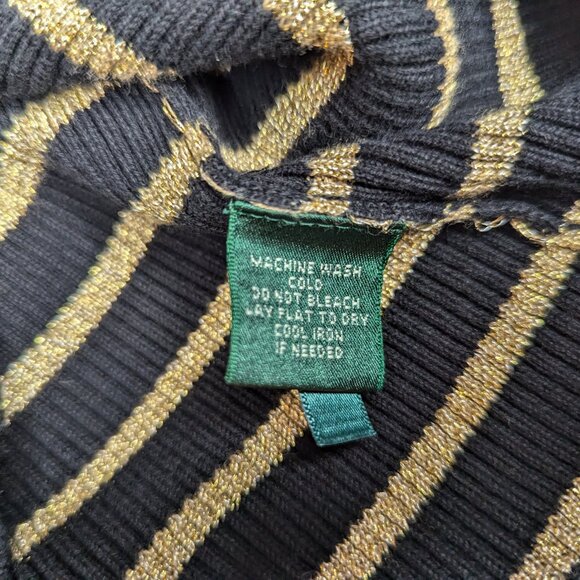 MACHINE WASH
COLD
DO NOT BLEACH
LAY FLAT TO DRY
COOL IRON
IF NEEDED